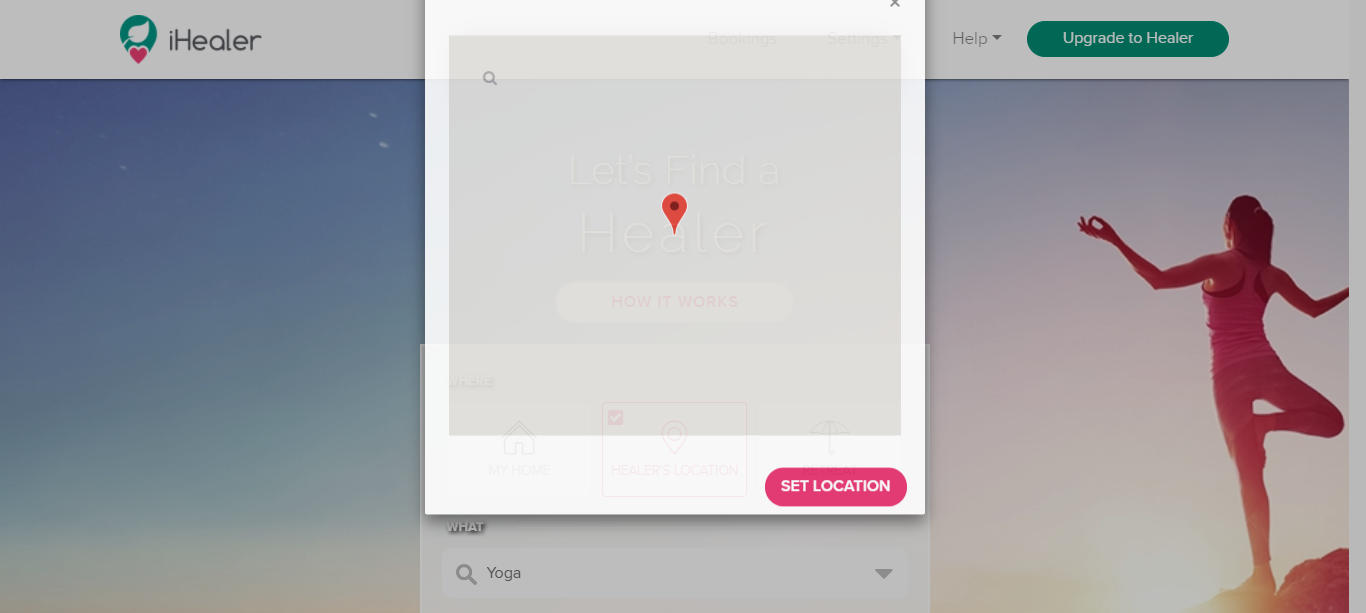 iHealer
Bookings
Settings
Help
Upgrade to Healer
×
Let's Find a
Healer
HOW IT WORKS
WHERE
MY HOME
HEALER'S LOCATION
RETREAT
SET LOCATION
WHAT
Yoga